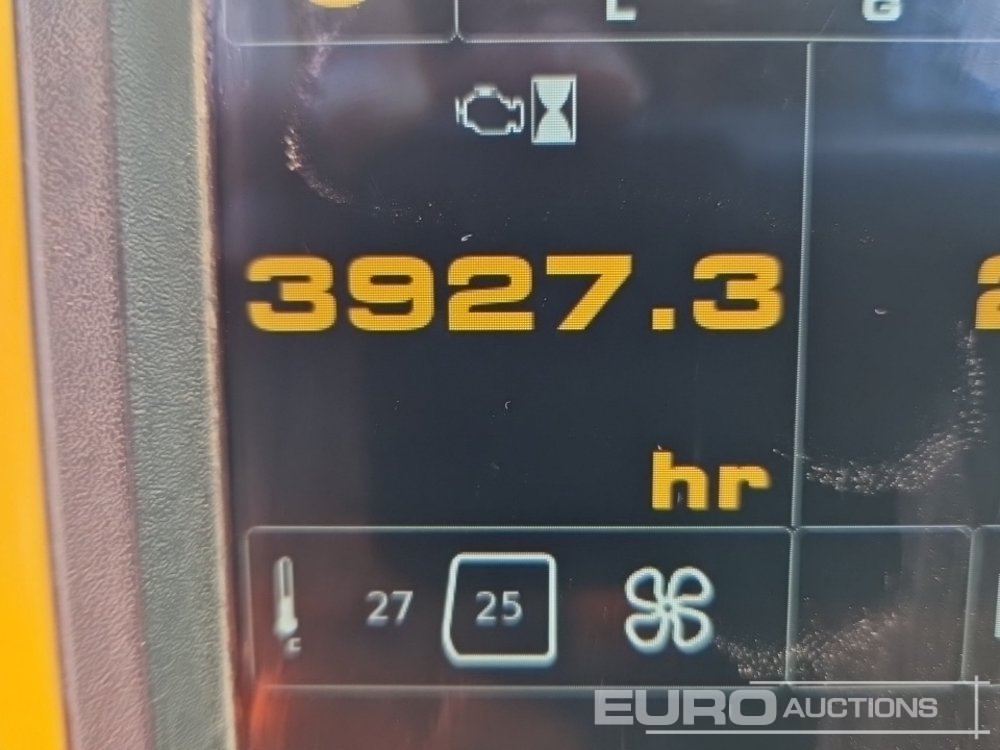 L G
3927.3
hr
C 27 25
EURO AUCTIONS